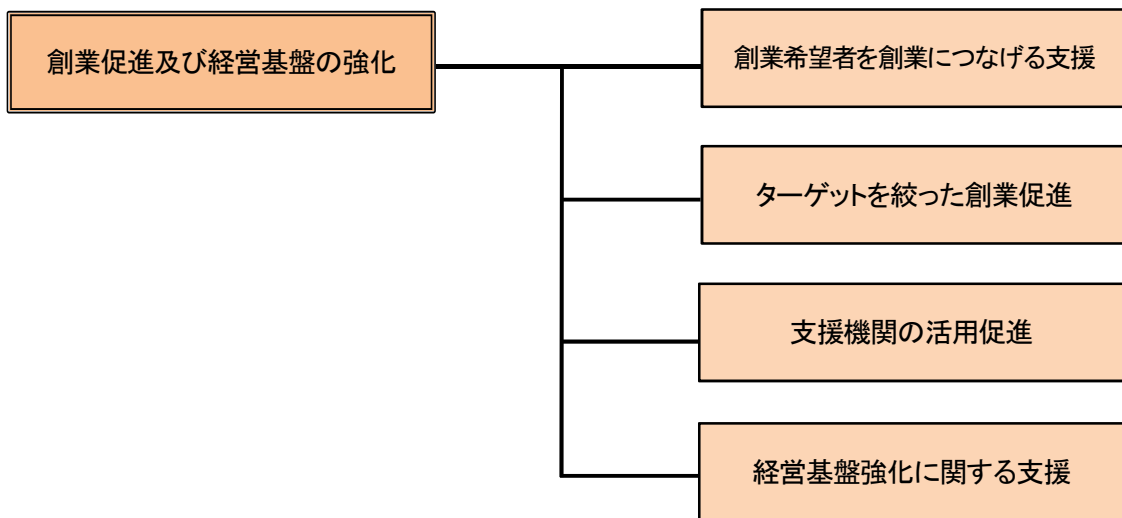 創業促進及び経営基盤の強化
創業希望者を創業につなげる支援
ターゲットを絞った創業促進
支援機関の活用促進
経営基盤強化に関する支援